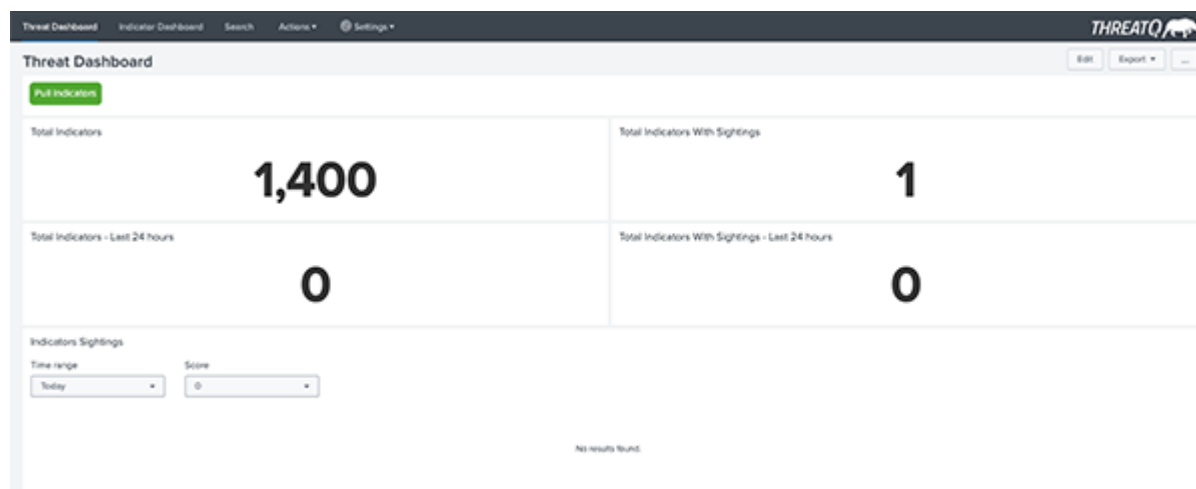 Threat Dashboard Indicator Dashboard Search Actions Settings THREATQ
Threat Dashboard Edit Export ...
Pull Indicators
Total Indicators Total Indicators With Sightings
1,400 1
Total Indicators - Last 24 hours Total Indicators With Sightings - Last 24 hours
0 0
Indicators Sightings
Time range Score
Today 0
No results found.